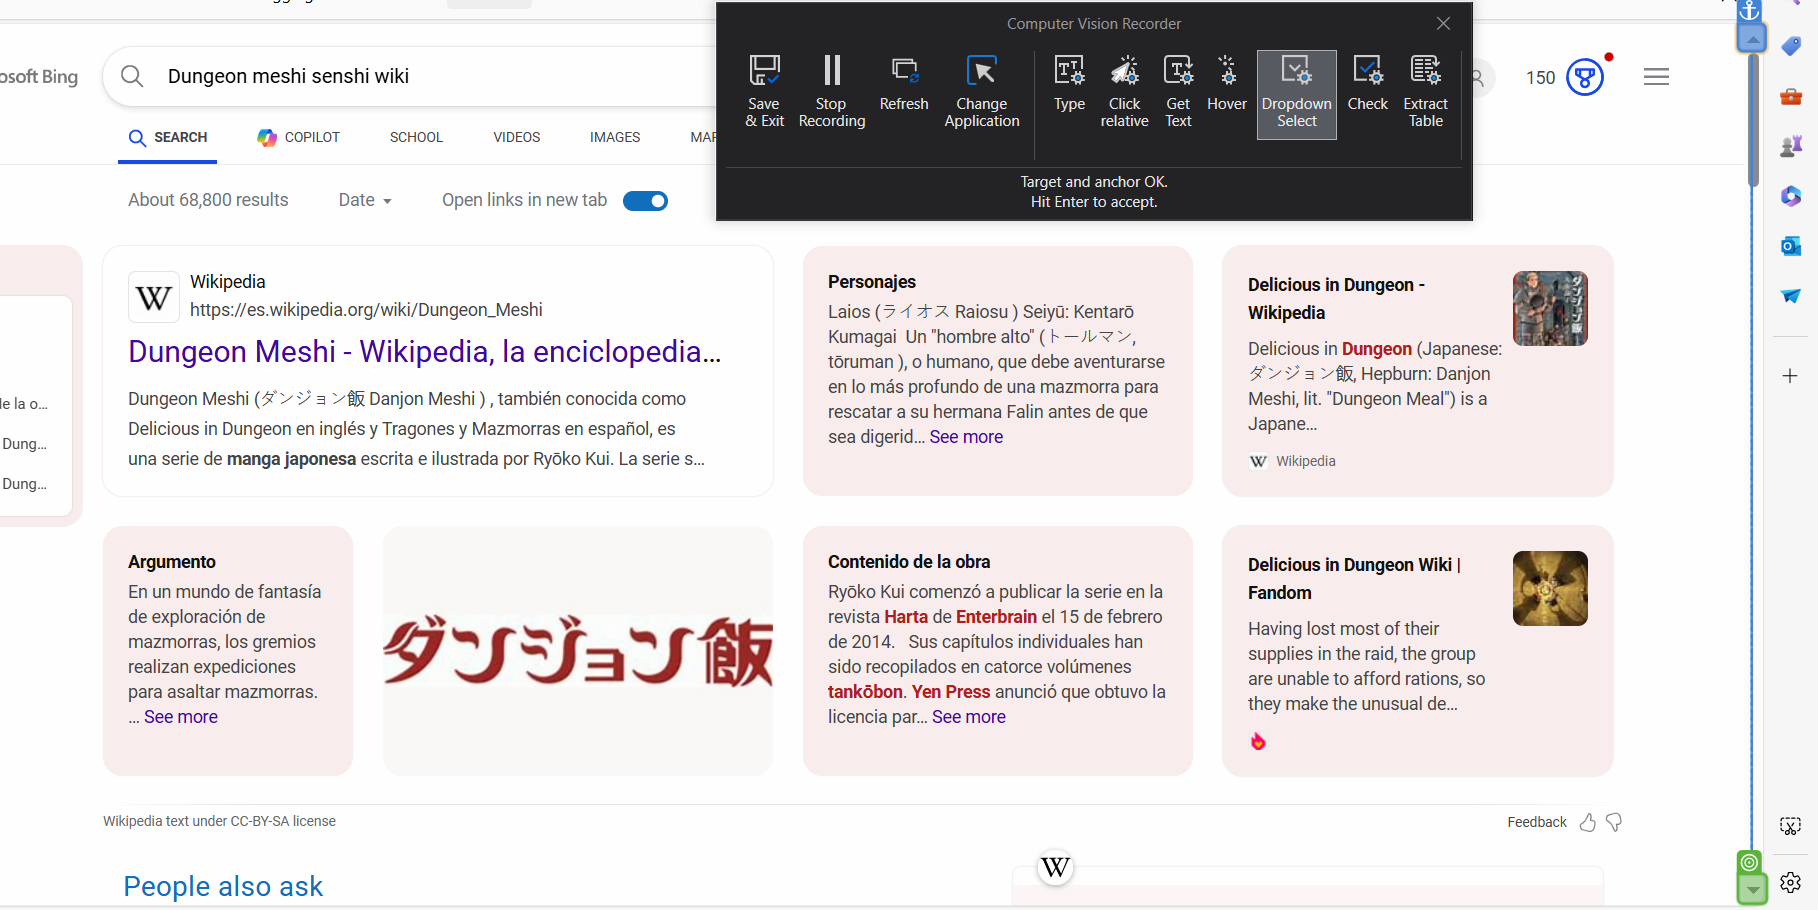 Computer Vision Recorder
Save & Exit
Stop Recording
Refresh
Change Application
Type
Click relative
Get Text
Hover
Dropdown Select
Check
Extract Table
Target and anchor OK.
Hit Enter to accept.
osoft Bing
Dungeon meshi senshi wiki
150
SEARCH
COPILOT
SCHOOL
VIDEOS
IMAGES
MAP
About 68,800 results
Date
Open links in new tab
de la o...
Dung...
Dung...
W
Wikipedia
https://es.wikipedia.org/wiki/Dungeon_Meshi
Dungeon Meshi - Wikipedia, la enciclopedia...
Dungeon Meshi (ダンジョン飯 Danjon Meshi ) , también conocida como
Delicious in Dungeon en inglés y Tragones y Mazmorras en español, es
una serie de manga japonesa escrita e ilustrada por Ryōko Kui. La serie s...
Personajes
Laios (ライオス Raiosu ) Seiyū: Kentarō
Kumagai Un "hombre alto" (トールマン,
tōruman ), o humano, que debe aventurarse
en lo más profundo de una mazmorra para
rescatar a su hermana Falin antes de que
sea digerid... See more
Delicious in Dungeon -
Wikipedia
Delicious in Dungeon (Japanese:
ダンジョン飯, Hepburn: Danjon
Meshi, lit. "Dungeon Meal") is a
Japane...
W Wikipedia
ダンジョン飯
Argumento
En un mundo de fantasía
de exploración de
mazmorras, los gremios
realizan expediciones
para asaltar mazmorras.
... See more
ダンジョン飯
Contenido de la obra
Ryōko Kui comenzó a publicar la serie en la
revista Harta de Enterbrain el 15 de febrero
de 2014. Sus capítulos individuales han
sido recopilados en catorce volúmenes
tankōbon. Yen Press anunció que obtuvo la
licencia par... See more
Delicious in Dungeon Wiki |
Fandom
Having lost most of their
supplies in the raid, the group
are unable to afford rations, so
they make the unusual de...
Wikipedia text under CC-BY-SA license
Feedback
People also ask
W